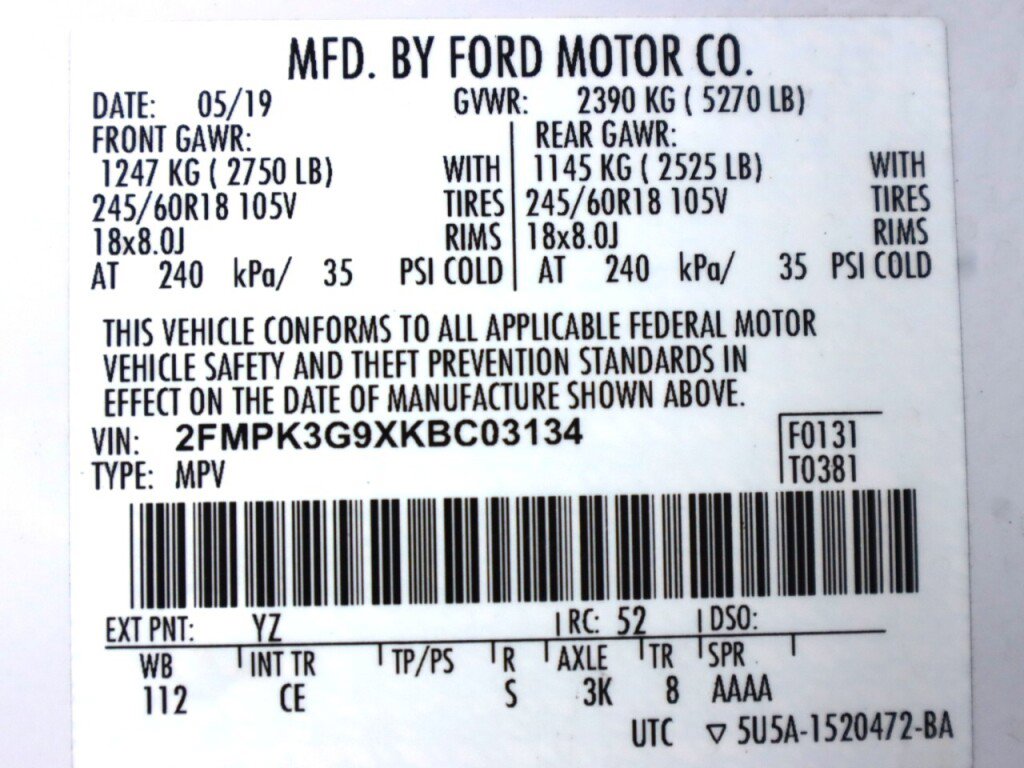 MFD. BY FORD MOTOR CO.
DATE: 05/19 GVWR: 2390 KG ( 5270 LB)
FRONT GAWR: REAR GAWR:
1247 KG ( 2750 LB) WITH 1145 KG ( 2525 LB) WITH
245/60R18 105V TIRES 245/60R18 105V TIRES
18x8.0J RIMS 18x8.0J RIMS
AT 240 kPa/ 35 PSI COLD AT 240 kPa/ 35 PSI COLD
THIS VEHICLE CONFORMS TO ALL APPLICABLE FEDERAL MOTOR
VEHICLE SAFETY AND THEFT PREVENTION STANDARDS IN
EFFECT ON THE DATE OF MANUFACTURE SHOWN ABOVE.
VIN: 2FMPK3G9XKBC03134 F0131
TYPE: MPV T0381
EXT PNT: YZ RC: 52 DSO:
WB INT TR TP/PS R AXLE TR SPR
112 CE S 3K 8 AAAA
UTC ▽ 5U5A-1520472-BA